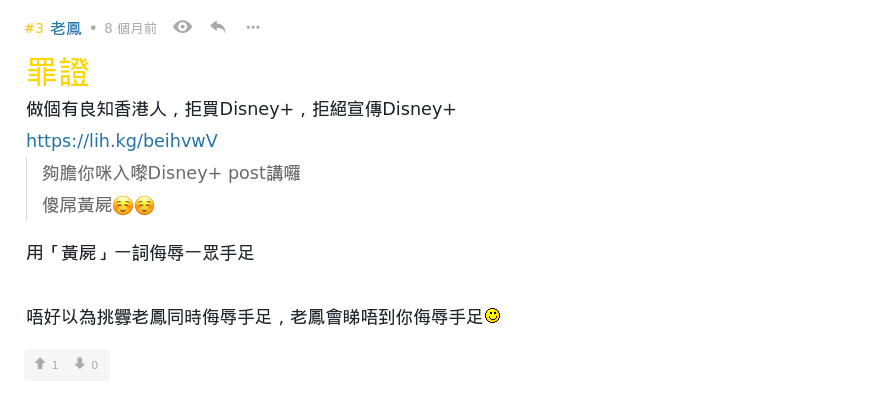 #3 老鳳 • 8 個月前
罪證
做個有良知香港人，拒買Disney+，拒絕宣傳Disney+
https://lih.kg/beihvwV
夠膽你咪入嚟Disney+ post講囉
傻屌黃屍☺️☺️
用「黃屍」一詞侮辱一眾手足
唔好以為挑釁老鳳同時侮辱手足，老鳳會睇唔到你侮辱手足
1 0